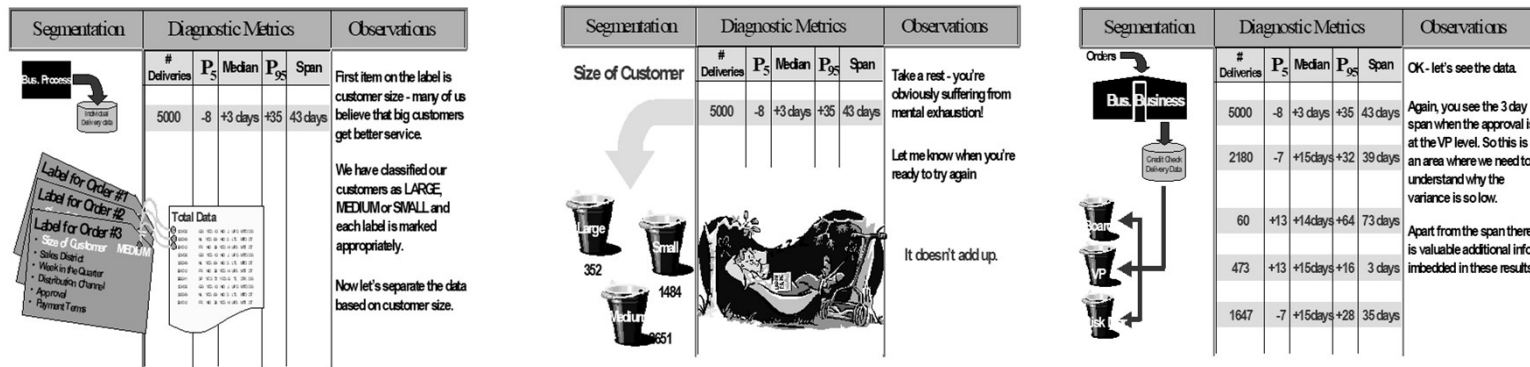 Segmentation
Diagnostic Metrics
Observations
# Deliveries P5 Median P95 Span
Bus. Process
Individual
Delivery data
5000 -8 +3 days +35 43 days
First item on the label is
customer size - many of us
believe that big customers
get better service.
We have classified our
customers as LARGE,
MEDIUM or SMALL and
each label is marked
appropriately.
Now let's separate the data
based on customer size.
Label for Order #1
Label for Order #2
Label for Order #3
• Size of Customer MEDIUM
• Sales District
• Week in the Quarter
• Distribution Channel
• Approval
• Payment Terms
Total Data
Segmentation
Diagnostic Metrics
Observations
Size of Customer
# Deliveries P5 Median P95 Span
5000 -8 +3 days +35 43 days
Take a rest - you're
obviously suffering from
mental exhaustion!
Let me know when you're
ready to try again
It doesn't add up.
Large
352
Small
1484
Medium
Segmentation
Diagnostic Metrics
Observations
Orders
Bus. Business
Credit Check
Delivery Data
VP
# Deliveries P5 Median P95 Span
5000 -8 +3 days +35 43 days
2180 -7 +15days +32 39 days
60 +13 +14days +64 73 days
473 +13 +15days +16 3 days
1647 -7 +15days +28 35 days
OK - let's see the data.
Again, you see the 3 day
span when the approval is
at the VP level. So this is
an area where we need to
understand why the
variance is so low.
Apart from the span there
is valuable additional info
imbedded in these results